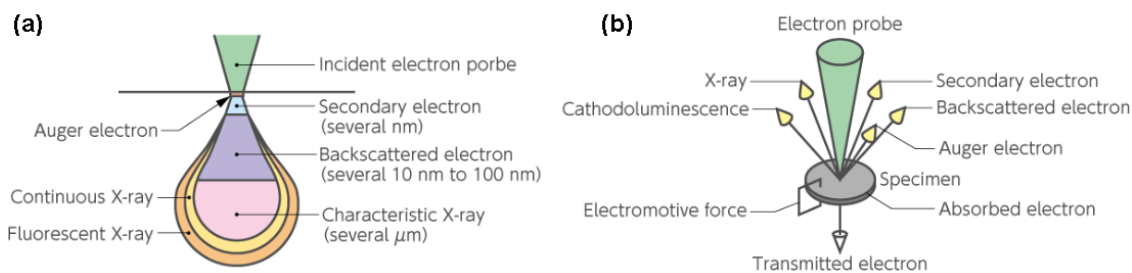 (a)
Incident electron porbe
Auger electron
Secondary electron
(several nm)
Backscattered electron
(several 10 nm to 100 nm)
Continuous X-ray
Fluorescent X-ray
Characteristic X-ray
(several μm)
(b)
Electron probe
X-ray
Cathodoluminescence
Secondary electron
Backscattered electron
Auger electron
Specimen
Electromotive force
Absorbed electron
Transmitted electron